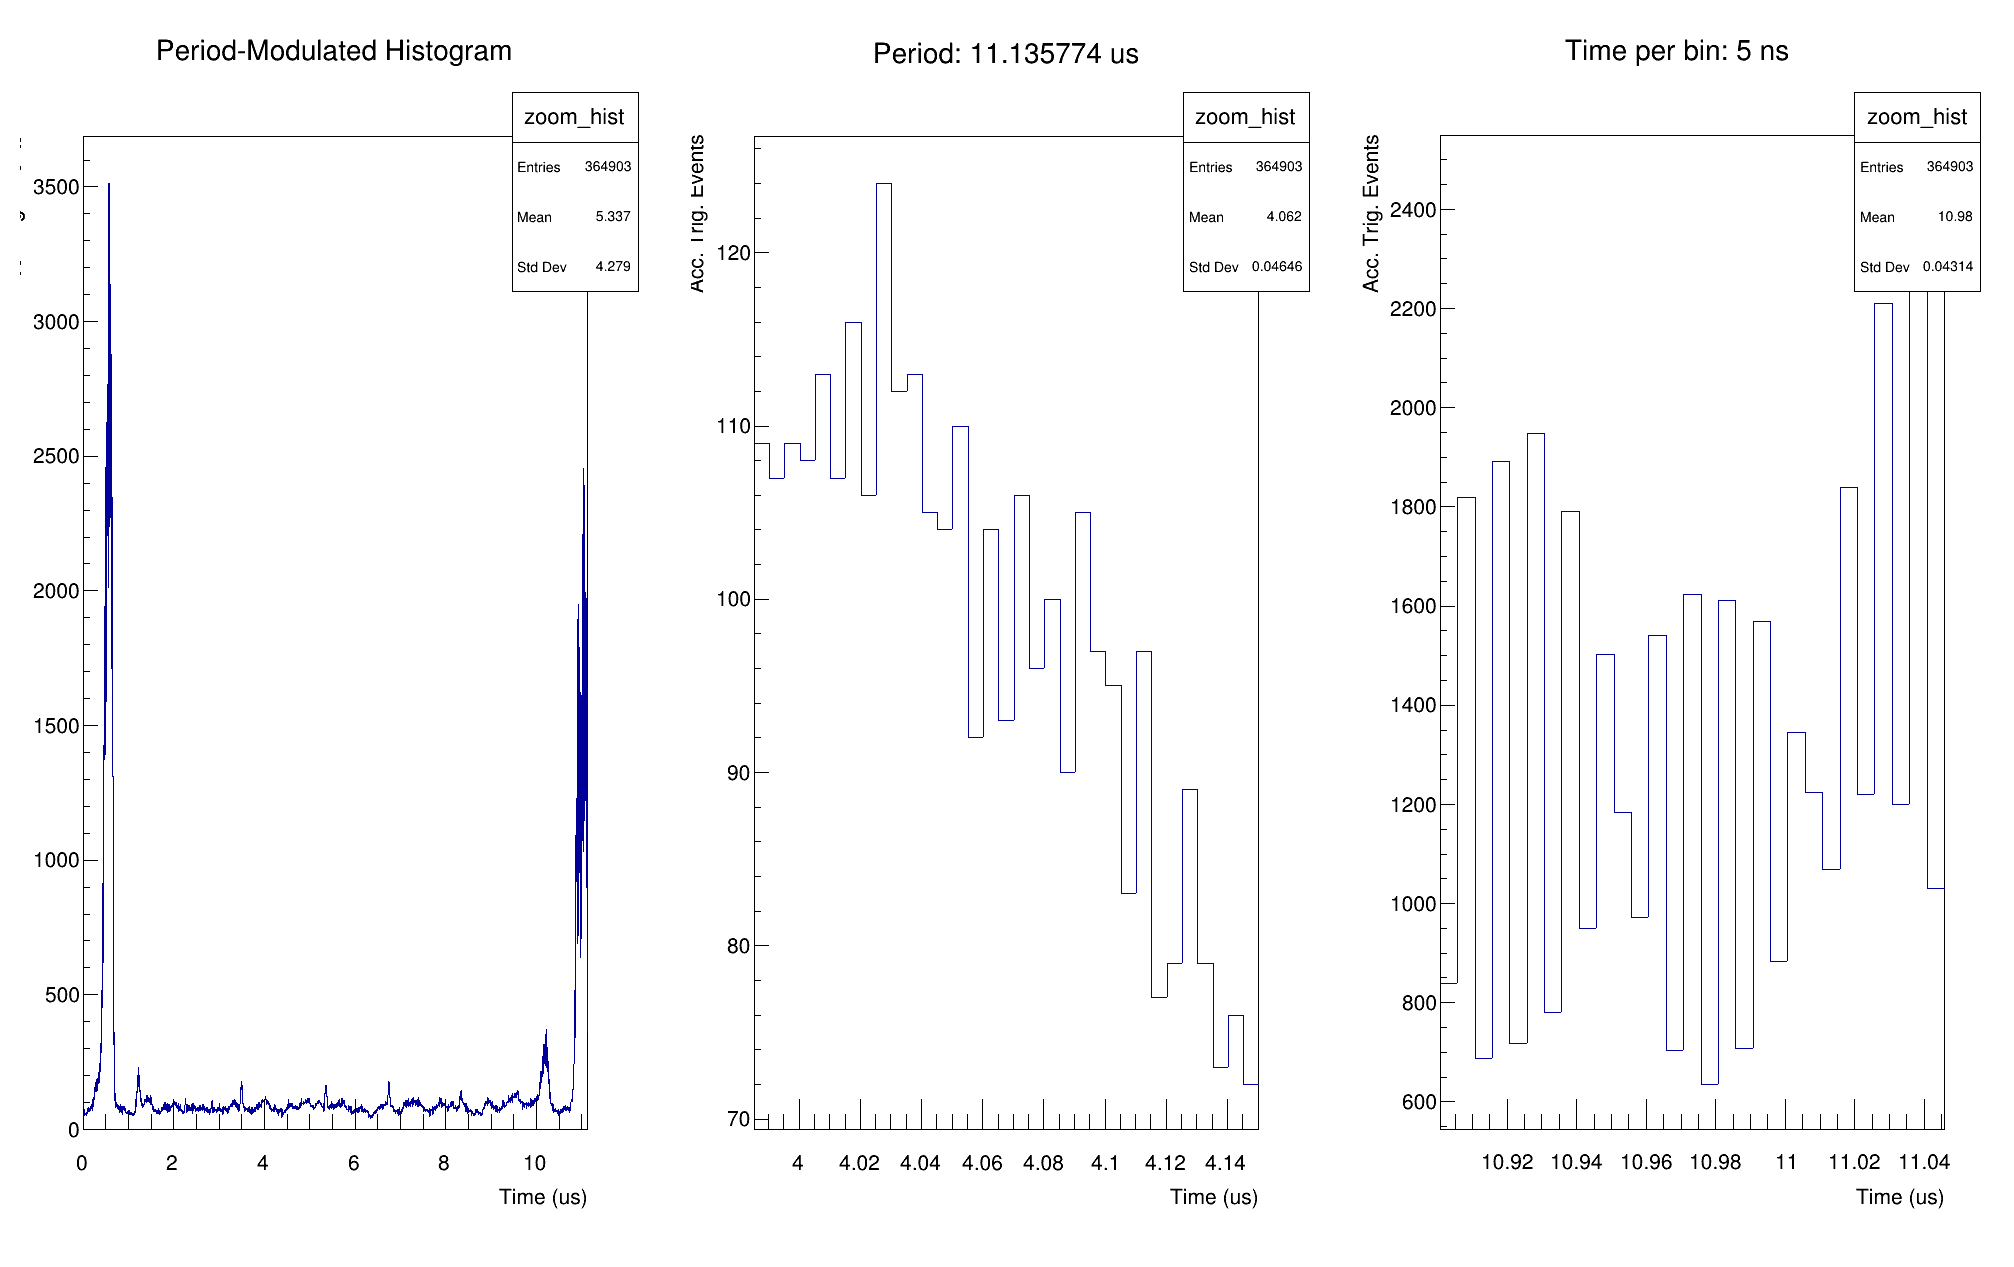 Period-Modulated Histogram
zoom_hist
Entries 364903
Mean 5.337
Std Dev 4.279
3500
3000
2500
2000
1500
1000
500
0
0 2 4 6 8 10
Time (us)
Period: 11.135774 us
zoom_hist
Entries 364903
Mean 4.062
Std Dev 0.04646
Acc. Trig. Events
120
110
100
90
80
70
4 4.02 4.04 4.06 4.08 4.1 4.12 4.14
Time (us)
Time per bin: 5 ns
zoom_hist
Entries 364903
Mean 10.98
Std Dev 0.04314
Acc. Trig. Events
2400
2200
2000
1800
1600
1400
1200
1000
800
600
10.92 10.94 10.96 10.98 11 11.02 11.04
Time (us)